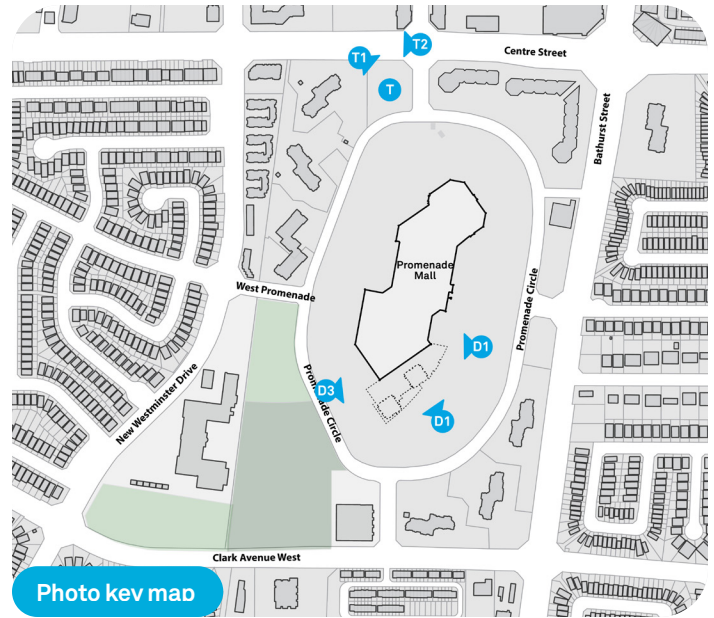 T2
Centre Street
T1
T
Bathurst Street
Promenade
Mall
West Promenade
Promenade Circle
D1
New Westminster Drive
D3
Promenade Circle
D1
Clark Avenue West
Photo key map